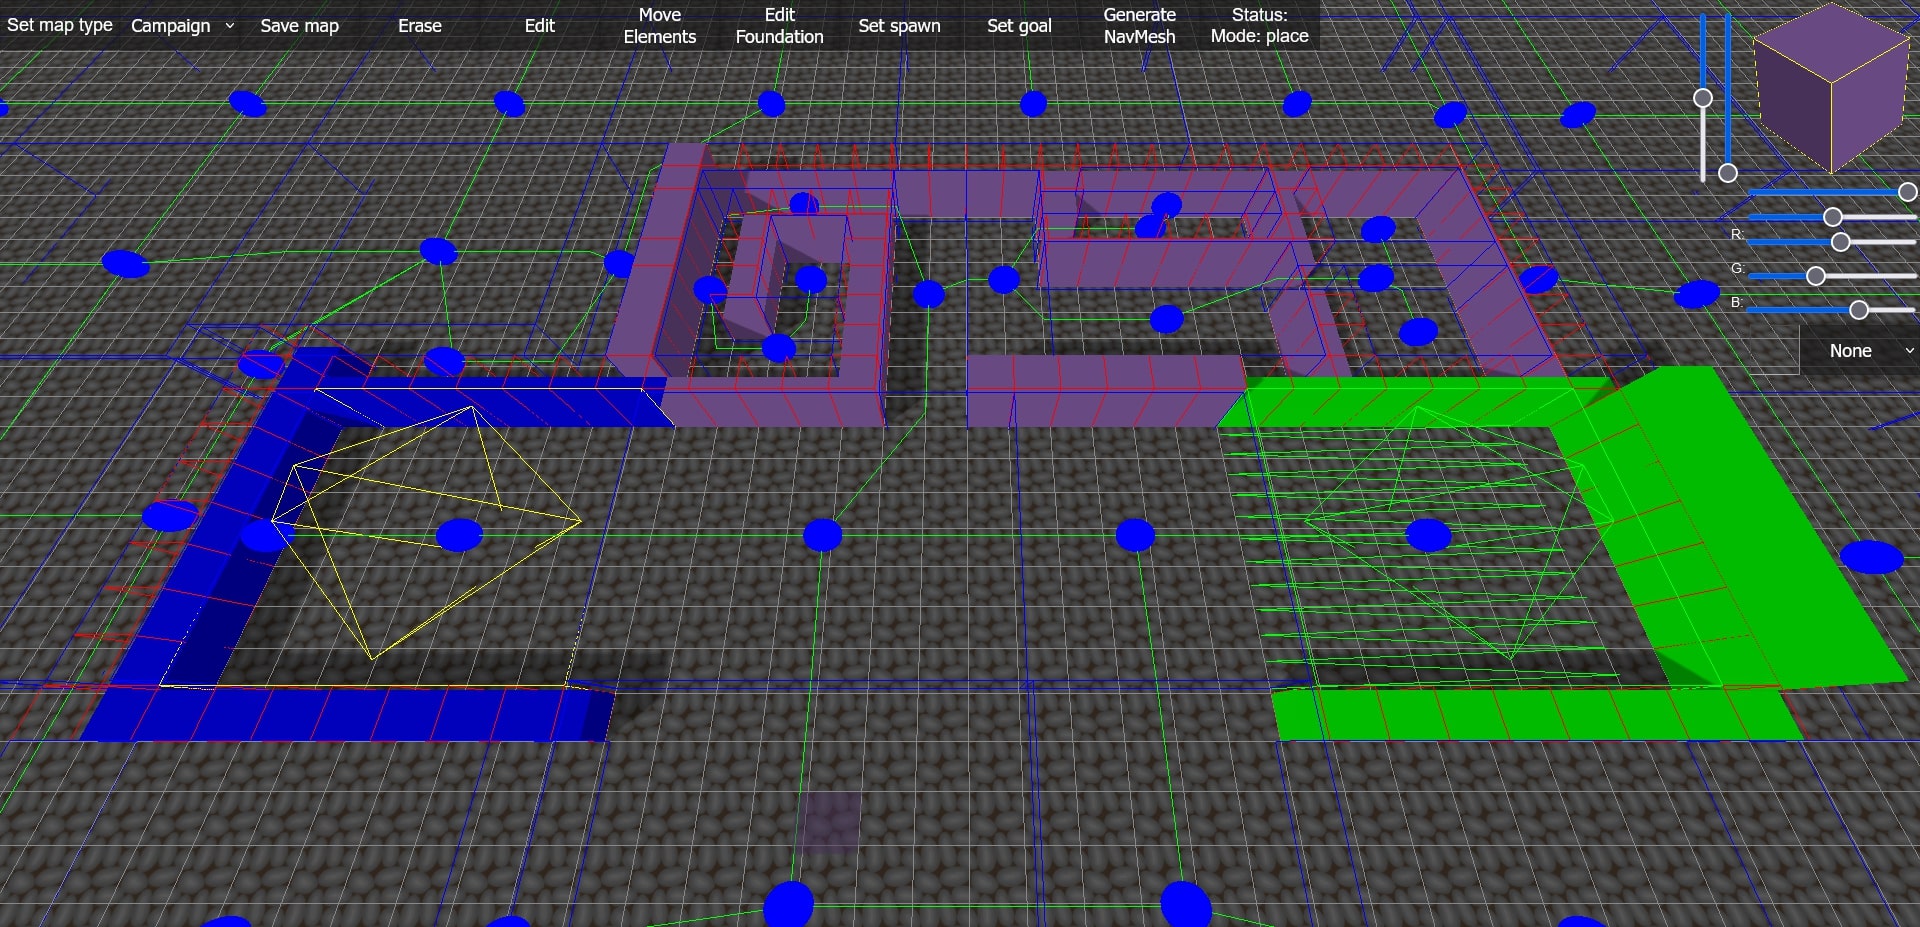 Set map type
Campaign
Save map
Erase
Edit
Move
Elements
Edit
Foundation
Set spawn
Set goal
Generate
NavMesh
Status:
Mode: place
R:
G:
B:
None